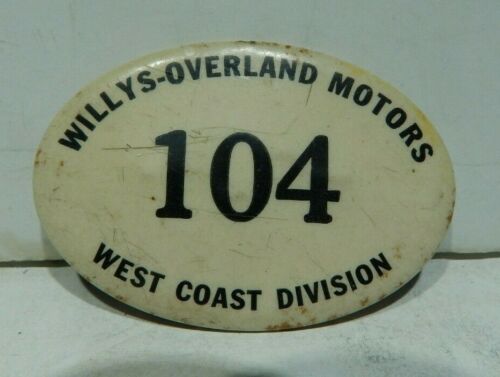 WILLYS-OVERLAND MOTORS
104
WEST COAST DIVISION